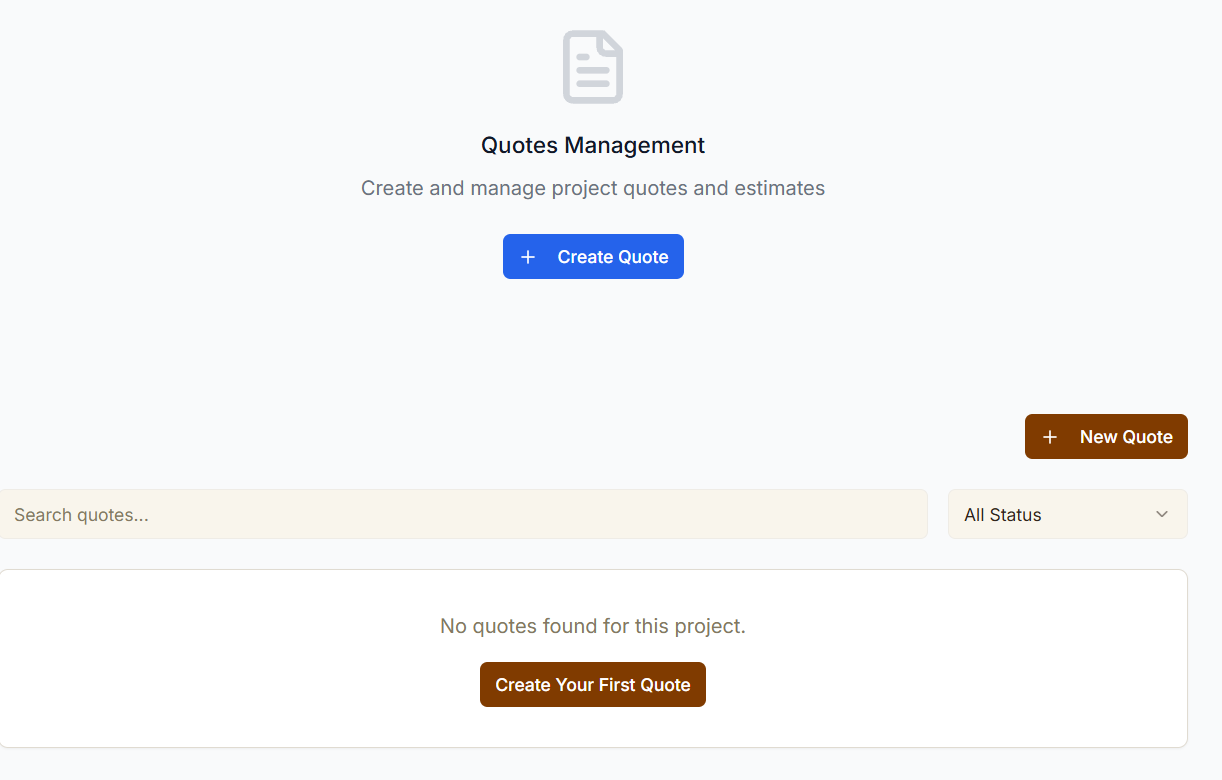 Quotes Management
Create and manage project quotes and estimates
+ Create Quote
+ New Quote
Search quotes...
All Status
No quotes found for this project.
Create Your First Quote